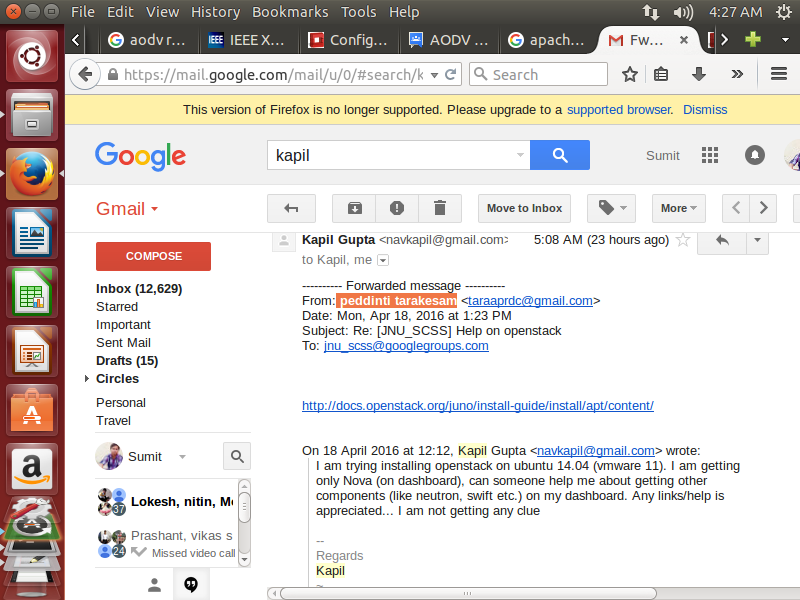 File Edit View History Bookmarks Tools Help
4:27 AM
aodv r... IEEE IEEE X... Config... AODV ... apach... Fw...
https://mail.google.com/mail/u/0/#search/k
Search
This version of Firefox is no longer supported. Please upgrade to a supported browser. Dismiss
Google
kapil
Sumit
Gmail
Move to Inbox
More
COMPOSE
Inbox (12,629)
Starred
Important
Sent Mail
Drafts (15)
Circles
Personal
Travel
Sumit
37
Lokesh, nitin, Mo
24
Prashant, vikas s
Missed video call
Kapil Gupta <navkapil@gmail.com>
5:08 AM (23 hours ago)
to Kapil, me
---------- Forwarded message ----------
From: peddinti tarakesam <taraaprdc@gmail.com>
Date: Mon, Apr 18, 2016 at 1:23 PM
Subject: Re: [JNU_SCSS] Help on openstack
To: jnu_scss@googlegroups.com
http://docs.openstack.org/juno/install-guide/install/apt/content/
On 18 April 2016 at 12:12, Kapil Gupta <navkapil@gmail.com> wrote:
I am trying installing openstack on ubuntu 14.04 (vmware 11). I am getting
only Nova (on dashboard), can someone help me about getting other
components (like neutron, swift etc.) on my dashboard. Any links/help is
appreciated... I am not getting any clue
--
Regards
Kapil